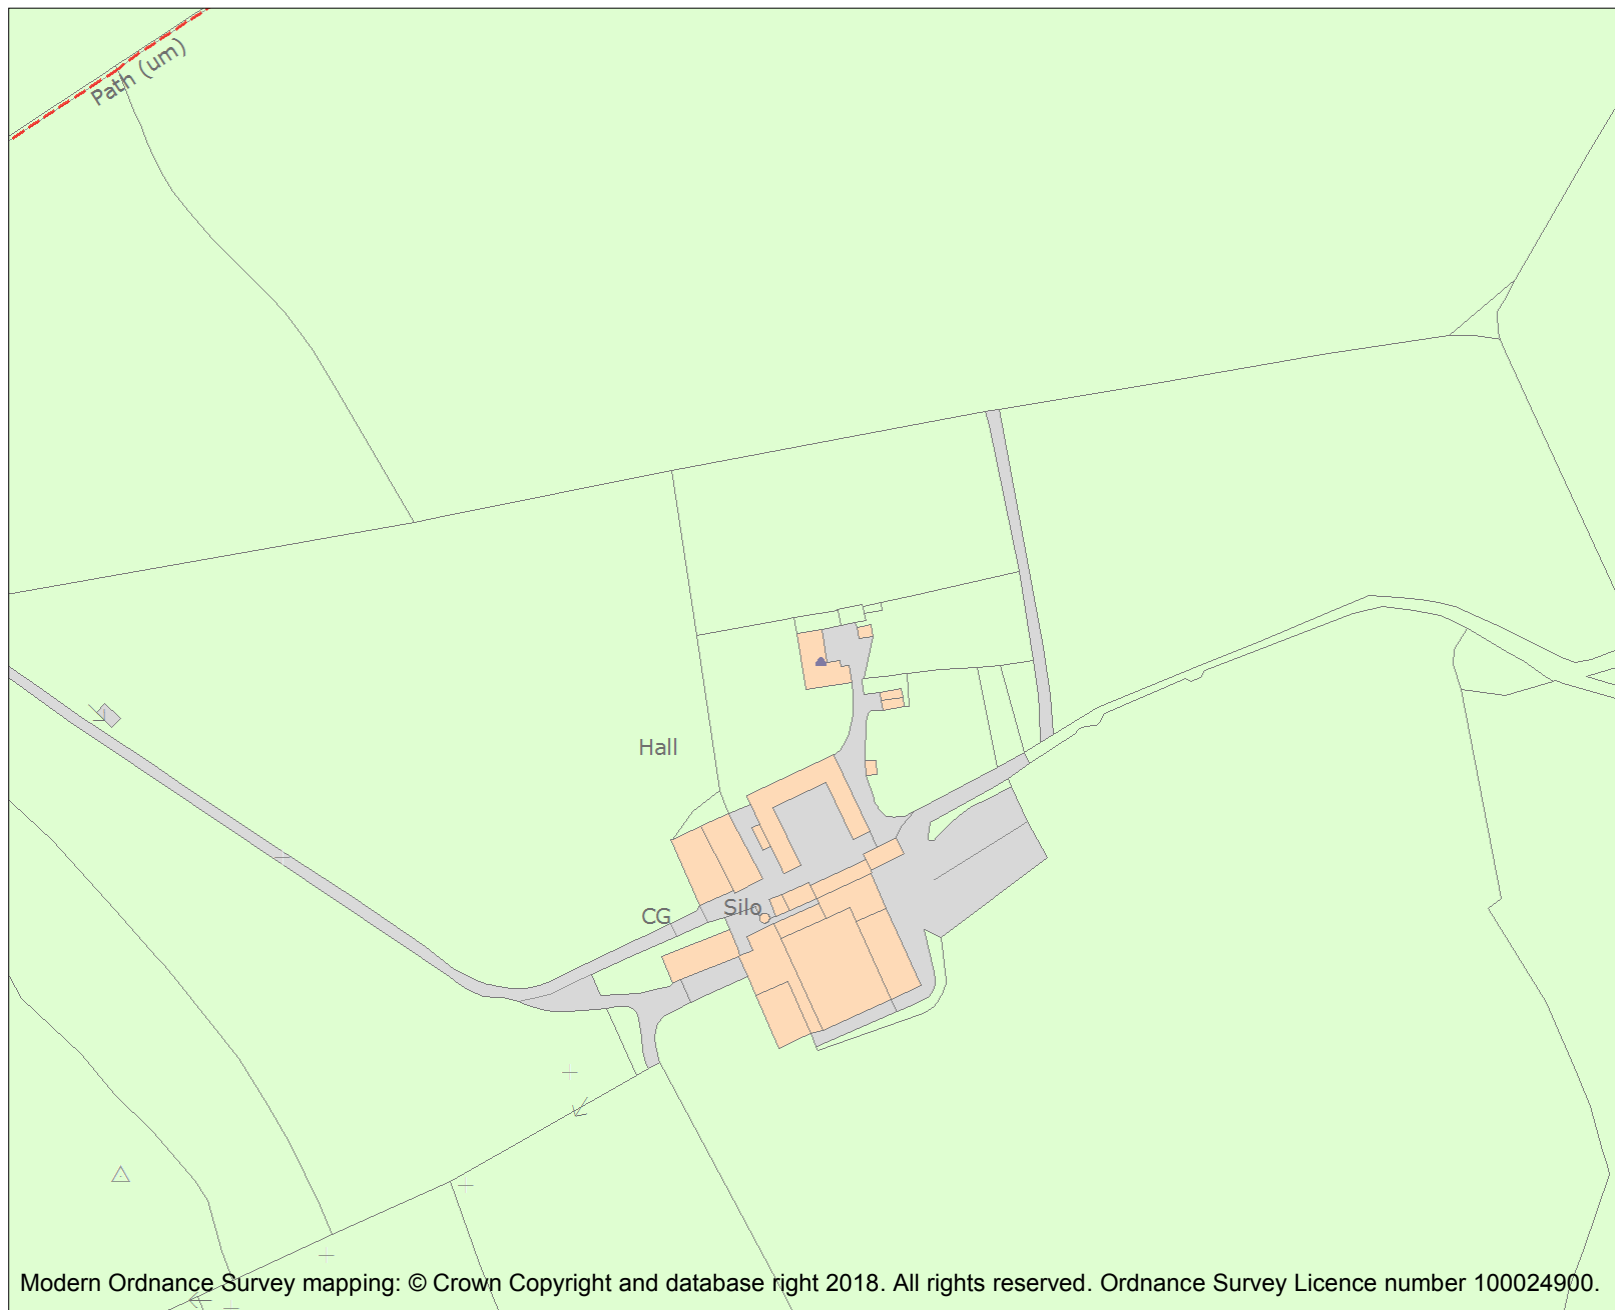 Path (um)
Hall
CG
Silo
Modern Ordnance Survey mapping: © Crown Copyright and database right 2018. All rights reserved. Ordnance Survey Licence number 100024900.